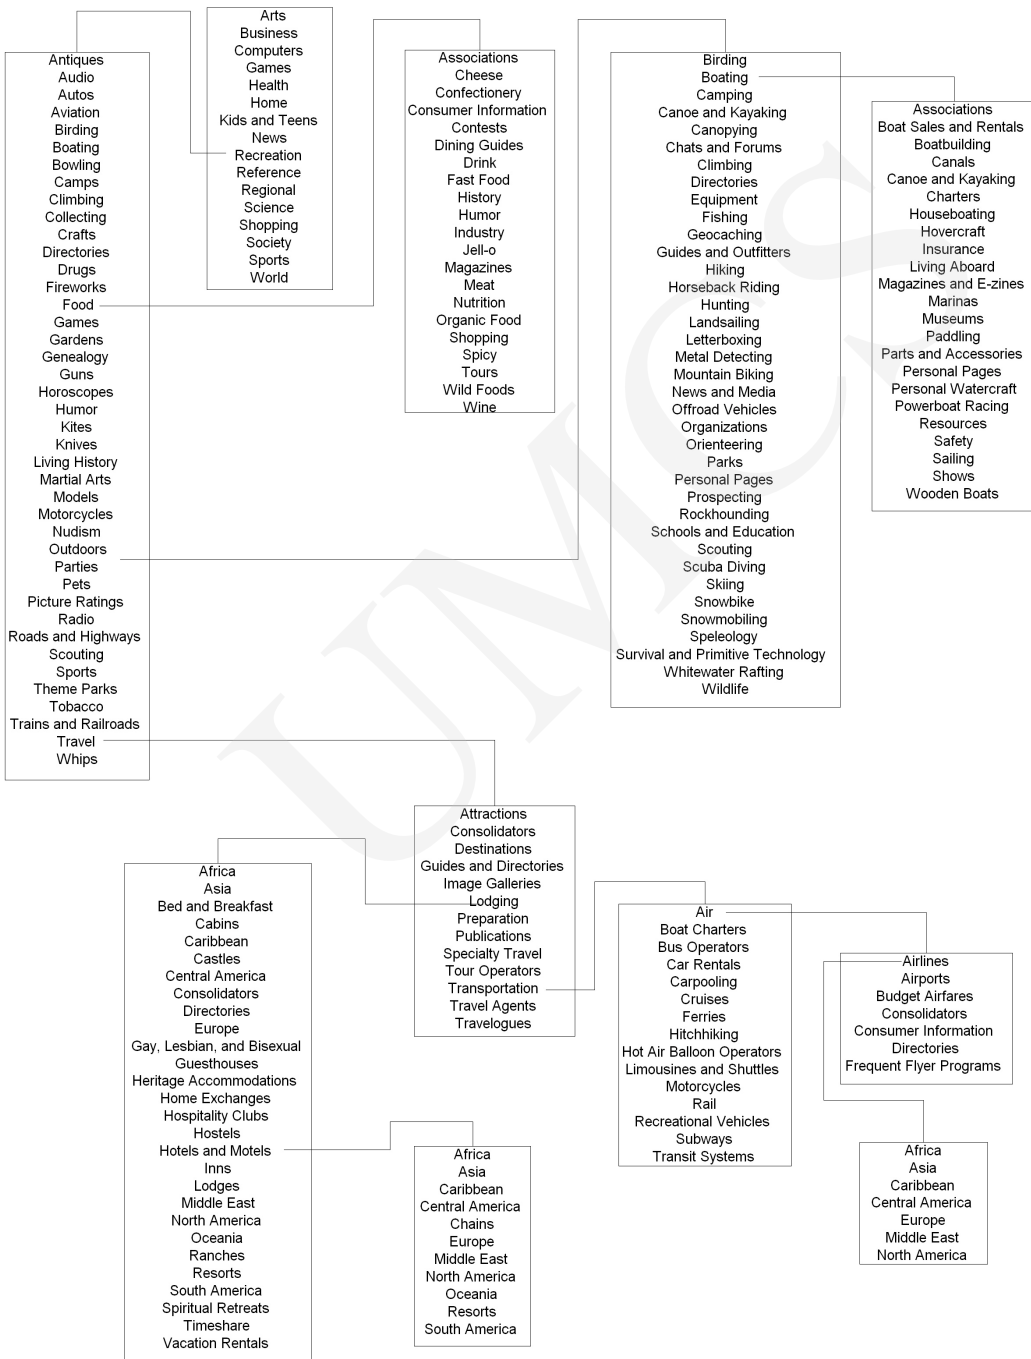 Arts
Business
Computers
Games
Health
Home
Kids and Teens
News
Recreation
Reference
Regional
Science
Shopping
Society
Sports
World
Antiques
Audio
Autos
Aviation
Birding
Boating
Bowling
Camps
Climbing
Collecting
Crafts
Directories
Drugs
Fireworks
Food
Games
Gardens
Genealogy
Guns
Horoscopes
Humor
Kites
Knives
Living History
Martial Arts
Models
Motorcycles
Nudism
Outdoors
Parties
Pets
Picture Ratings
Radio
Roads and Highways
Scouting
Sports
Theme Parks
Tobacco
Trains and Railroads
Travel
Whips
Associations
Cheese
Confectionery
Consumer Information
Contests
Dining Guides
Drink
Fast Food
History
Humor
Industry
Jell-o
Magazines
Meat
Nutrition
Organic Food
Shopping
Spicy
Tours
Wild Foods
Wine
Birding
Boating
Camping
Canoe and Kayaking
Canopying
Chats and Forums
Climbing
Directories
Equipment
Fishing
Geocaching
Guides and Outfitters
Hiking
Horseback Riding
Hunting
Landsailing
Letterboxing
Metal Detecting
Mountain Biking
News and Media
Offroad Vehicles
Organizations
Orienteering
Parks
Personal Pages
Prospecting
Rockhounding
Schools and Education
Scouting
Scuba Diving
Skiing
Snowbike
Snowmobiling
Speleology
Survival and Primitive Technology
Whitewater Rafting
Wildlife
Associations
Boat Sales and Rentals
Boatbuilding
Canals
Canoe and Kayaking
Charters
Houseboating
Hovercraft
Insurance
Living Aboard
Magazines and E-zines
Marinas
Museums
Paddling
Parts and Accessories
Personal Pages
Personal Watercraft
Powerboat Racing
Resources
Safety
Sailing
Shows
Wooden Boats
UMCS
Attractions
Consolidators
Destinations
Guides and Directories
Image Galleries
Lodging
Preparation
Publications
Specialty Travel
Tour Operators
Transportation
Travel Agents
Travelogues
Africa
Asia
Bed and Breakfast
Cabins
Caribbean
Castles
Central America
Consolidators
Directories
Europe
Gay, Lesbian, and Bisexual
Guesthouses
Heritage Accommodations
Home Exchanges
Hospitality Clubs
Hostels
Hotels and Motels
Inns
Lodges
Middle East
North America
Oceania
Ranches
Resorts
South America
Spiritual Retreats
Timeshare
Vacation Rentals
Africa
Asia
Caribbean
Central America
Chains
Europe
Middle East
North America
Oceania
Resorts
South America
Air
Boat Charters
Bus Operators
Car Rentals
Carpooling
Cruises
Ferries
Hitchhiking
Hot Air Balloon Operators
Limousines and Shuttles
Motorcycles
Rail
Recreational Vehicles
Subways
Transit Systems
Airlines
Airports
Budget Airfares
Consolidators
Consumer Information
Directories
Frequent Flyer Programs
Africa
Asia
Caribbean
Central America
Europe
Middle East
North America